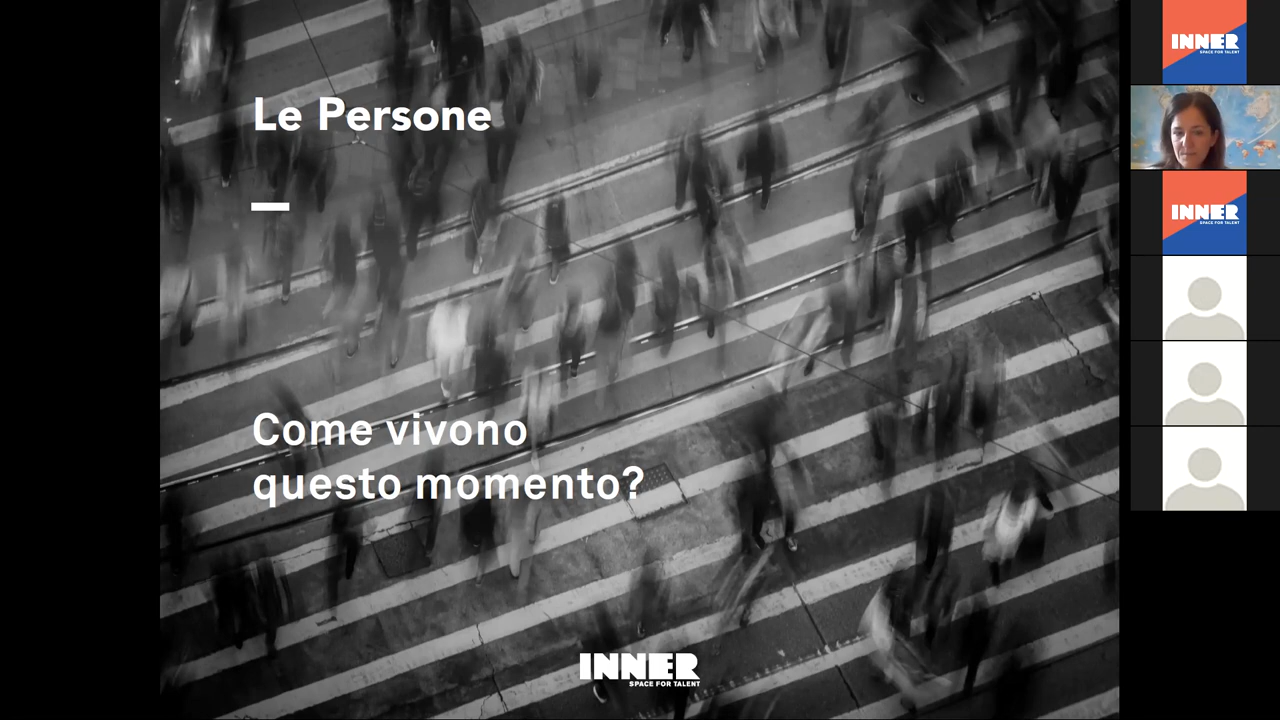 Le Persone
Come vivono
questo momento?
INNER
SPACE FOR TALENT
INNER
SPACE FOR TALENT
INNER
SPACE FOR TALENT